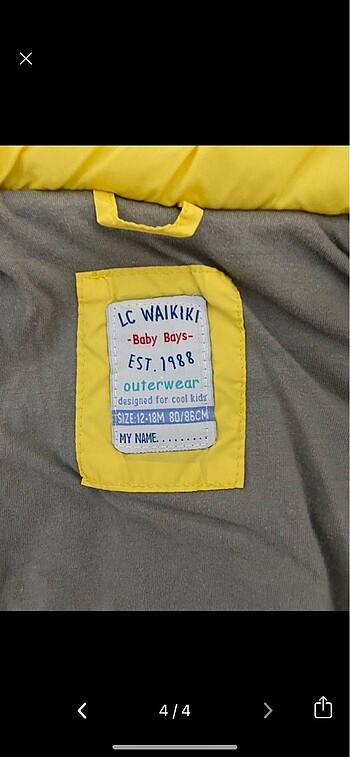 LC WAIKIKI
-Baby Bays-
EST.1988
outerwear
designed for cool kids
SIZE:12-18M 80/86CM
MY NAME.........
4/4